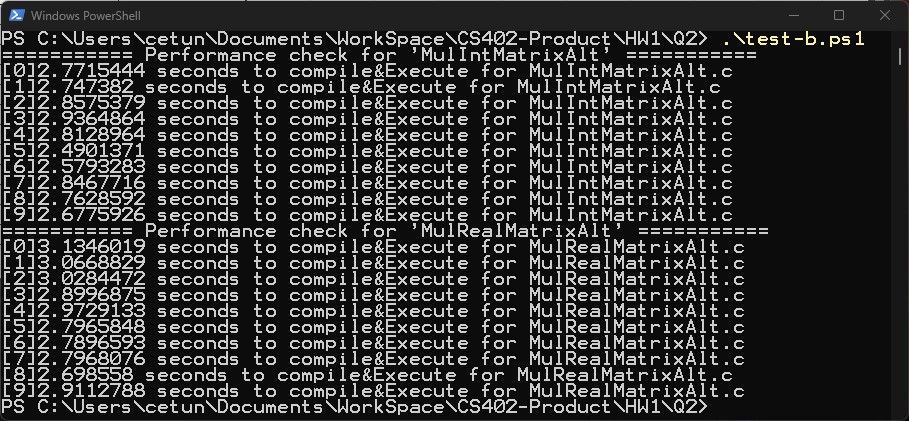 Windows PowerShell
PS C:\Users\cetun\Documents\WorkSpace\CS402-Product\HW1\Q2> .\test-b.ps1
=========== Performance check for 'MulIntMatrixAlt' ===========
[0]2.7715444 seconds to compile&Execute for MulIntMatrixAlt.c
[1]2.747382 seconds to compile&Execute for MulIntMatrixAlt.c
[2]2.8575379 seconds to compile&Execute for MulIntMatrixAlt.c
[3]2.9364864 seconds to compile&Execute for MulIntMatrixAlt.c
[4]2.8128964 seconds to compile&Execute for MulIntMatrixAlt.c
[5]2.4901371 seconds to compile&Execute for MulIntMatrixAlt.c
[6]2.5793283 seconds to compile&Execute for MulIntMatrixAlt.c
[7]2.8467716 seconds to compile&Execute for MulIntMatrixAlt.c
[8]2.7628592 seconds to compile&Execute for MulIntMatrixAlt.c
[9]2.6775926 seconds to compile&Execute for MulIntMatrixAlt.c
=========== Performance check for 'MulRealMatrixAlt' ===========
[0]3.1346019 seconds to compile&Execute for MulRealMatrixAlt.c
[1]3.0668829 seconds to compile&Execute for MulRealMatrixAlt.c
[2]3.0284472 seconds to compile&Execute for MulRealMatrixAlt.c
[3]2.8996875 seconds to compile&Execute for MulRealMatrixAlt.c
[4]2.9729133 seconds to compile&Execute for MulRealMatrixAlt.c
[5]2.7965848 seconds to compile&Execute for MulRealMatrixAlt.c
[6]2.7896593 seconds to compile&Execute for MulRealMatrixAlt.c
[7]2.7968076 seconds to compile&Execute for MulRealMatrixAlt.c
[8]2.698558 seconds to compile&Execute for MulRealMatrixAlt.c
[9]2.9112788 seconds to compile&Execute for MulRealMatrixAlt.c
PS C:\Users\cetun\Documents\WorkSpace\CS402-Product\HW1\Q2>